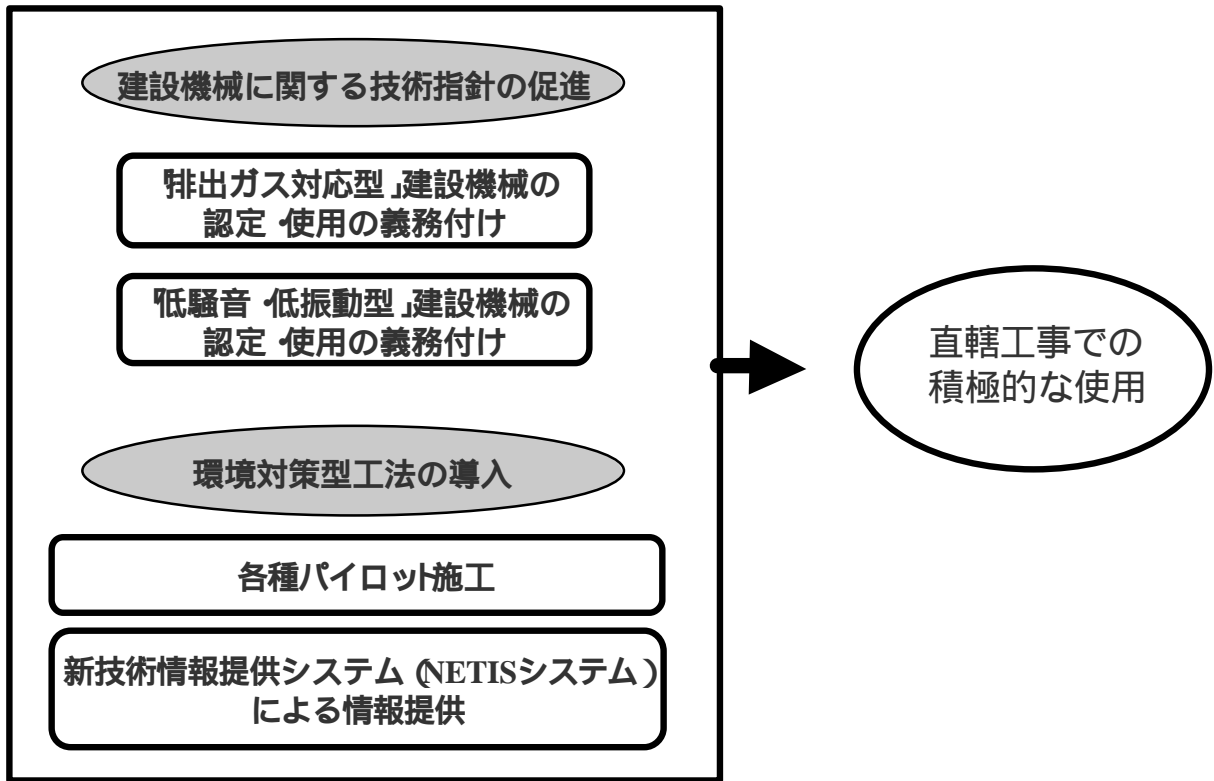 建設機械に関する技術指針の促進
「排出ガス対応型」建設機械の
認定・使用の義務付け
「低騒音・低振動型」建設機械の
認定・使用の義務付け
環境対策型工法の導入
各種パイロット施工
新技術情報提供システム（NETISシステム）
による情報提供
直轄工事での
積極的な使用